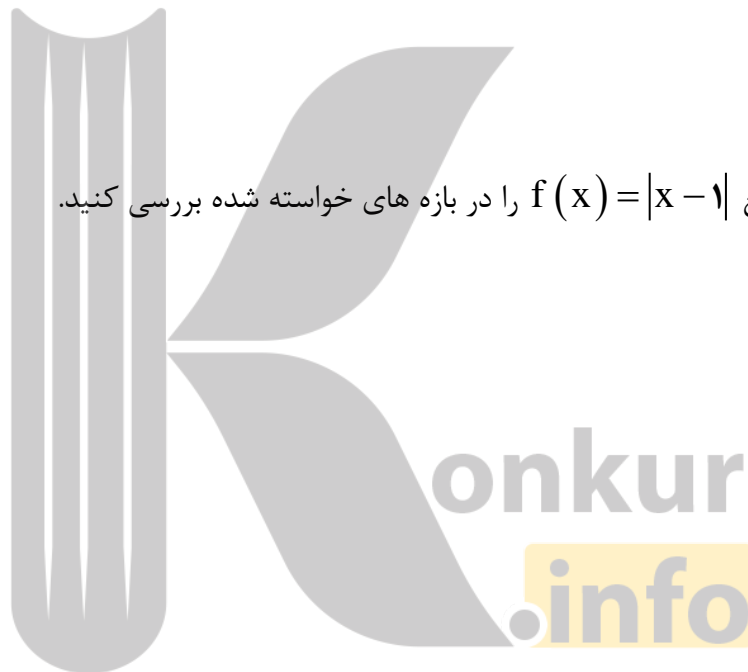 f(x)=|x-۱| را در بازه های خواسته شده بررسی کنید.
onkur
.info